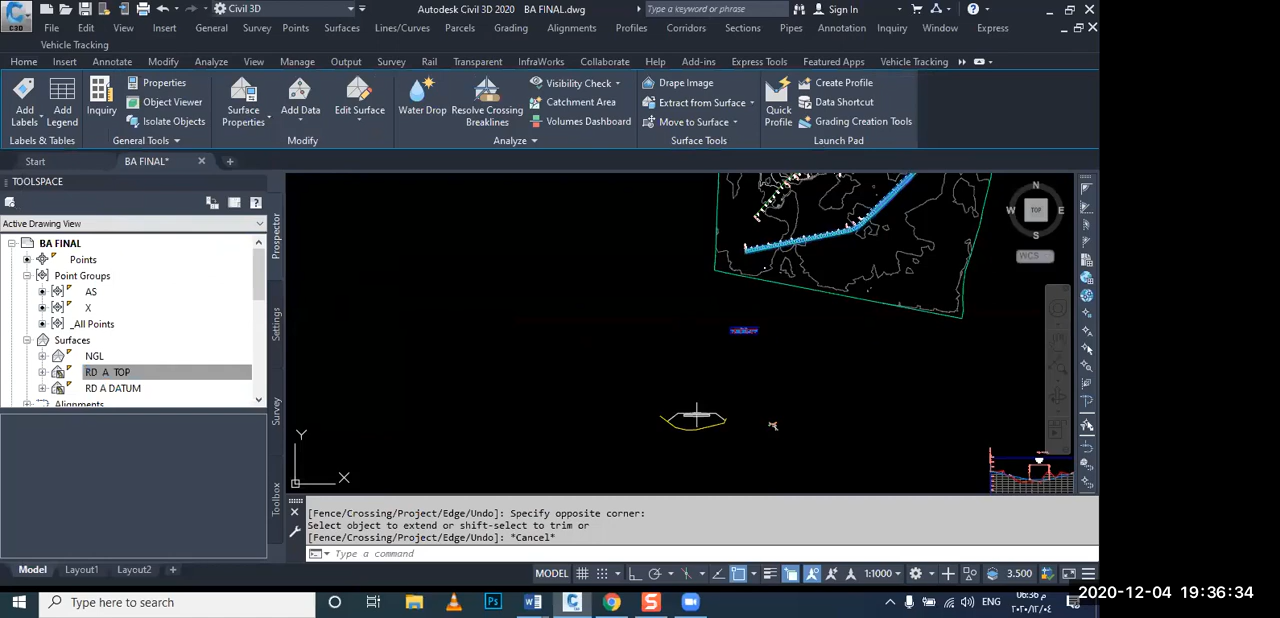 Civil 3D
Autodesk Civil 3D 2020 BA FINAL.dwg
Type a keyword or phrase
Sign In
File Edit View Insert General Survey Points Surfaces Lines/Curves Parcels Grading Alignments Profiles Corridors Sections Pipes Annotation Inquiry Window Express
Vehicle Tracking
Home Insert Annotate Modify Analyze View Manage Output Survey Rail Transparent InfraWorks Collaborate Help Add-ins Express Tools Featured Apps Vehicle Tracking
Add Labels
Add Legend
Labels & Tables
Inquiry
Properties
Object Viewer
Isolate Objects
General Tools
Surface Properties
Add Data
Edit Surface
Modify
Water Drop
Resolve Crossing Breaklines
Visibility Check
Catchment Area
Volumes Dashboard
Analyze
Drape Image
Extract from Surface
Move to Surface
Surface Tools
Quick Profile
Create Profile
Data Shortcut
Grading Creation Tools
Launch Pad
Start
BA FINAL*
TOOLSPACE
Active Drawing View
BA FINAL
Points
Point Groups
AS
X
_All Points
Surfaces
NGL
RD A TOP
RD A DATUM
Alignments
Prospector
Settings
Survey
Toolbox
N
W TOP E
S
WCS
Y
X
[Fence/Crossing/Project/Edge/Undo]: Specify opposite corner:
Select object to extend or shift-select to trim or
[Fence/Crossing/Project/Edge/Undo]: *Cancel*
Type a command
Model Layout1 Layout2
MODEL
1:1000
3.500
Type here to search
ENG
٠٦:٣٦ م
٢٠٢٠/١٢/٠٤
2020-12-04 19:36:34